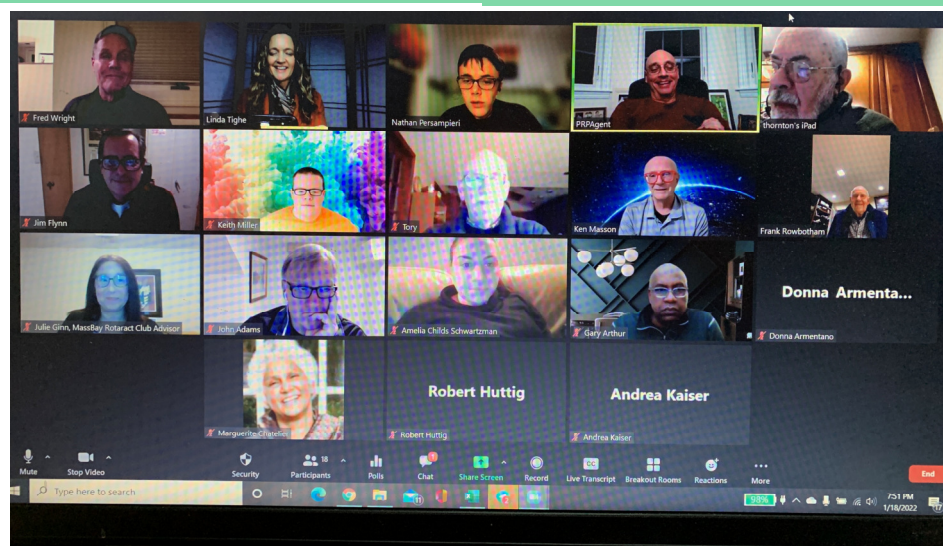 Fred Wright
Linda Tighe
Nathan Persampieri
PRPAgent
thornton's iPad
Jim Flynn
Keith Miller
Tory
Ken Masson
Frank Rowbotham
Julie Ginn, MassBay Rotaract Club Advisor
John Adams
Amelia Childs Schwartzman
Gary Arthur
Donna Armenta...
Donna Armentano
Marguerite Chatelier
Robert Huttig
Robert Huttig
Andrea Kaiser
Andrea Kaiser
Mute
Stop Video
Security
18
Participants
Polls
1
Chat
Share Screen
Record
CC
Live Transcript
Breakout Rooms
Reactions
More
End
Type here to search
98%
7:51 PM
1/18/2022
17